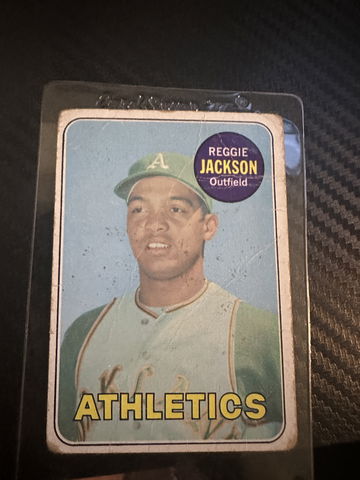 A
REGGIE
JACKSON
Outfield
ATHLETICS